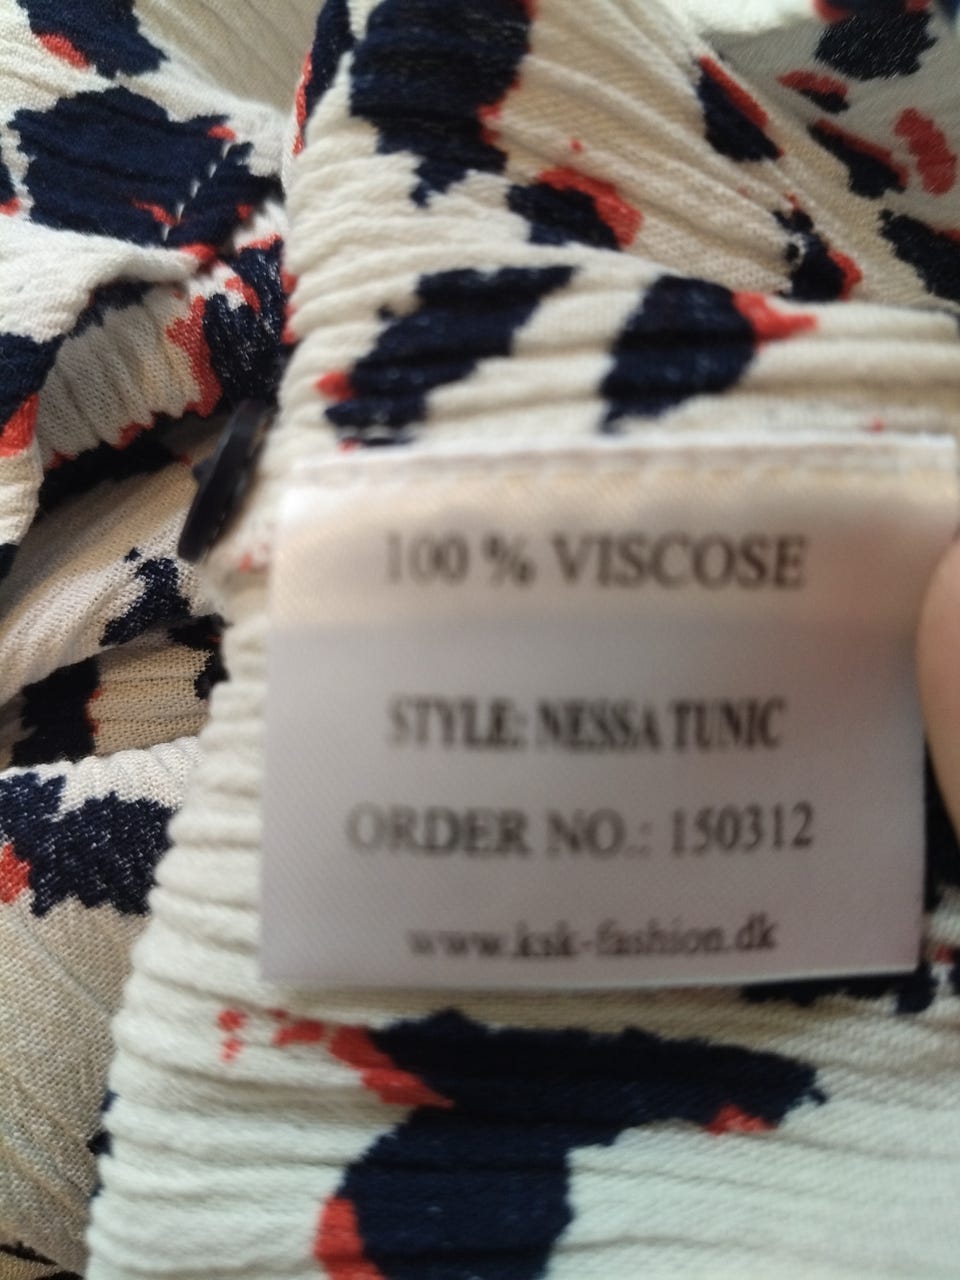 100 % VISCOSE
STYLE: NESSA TUNIC
ORDER NO.: 150312
www.ksk-fashion.dk